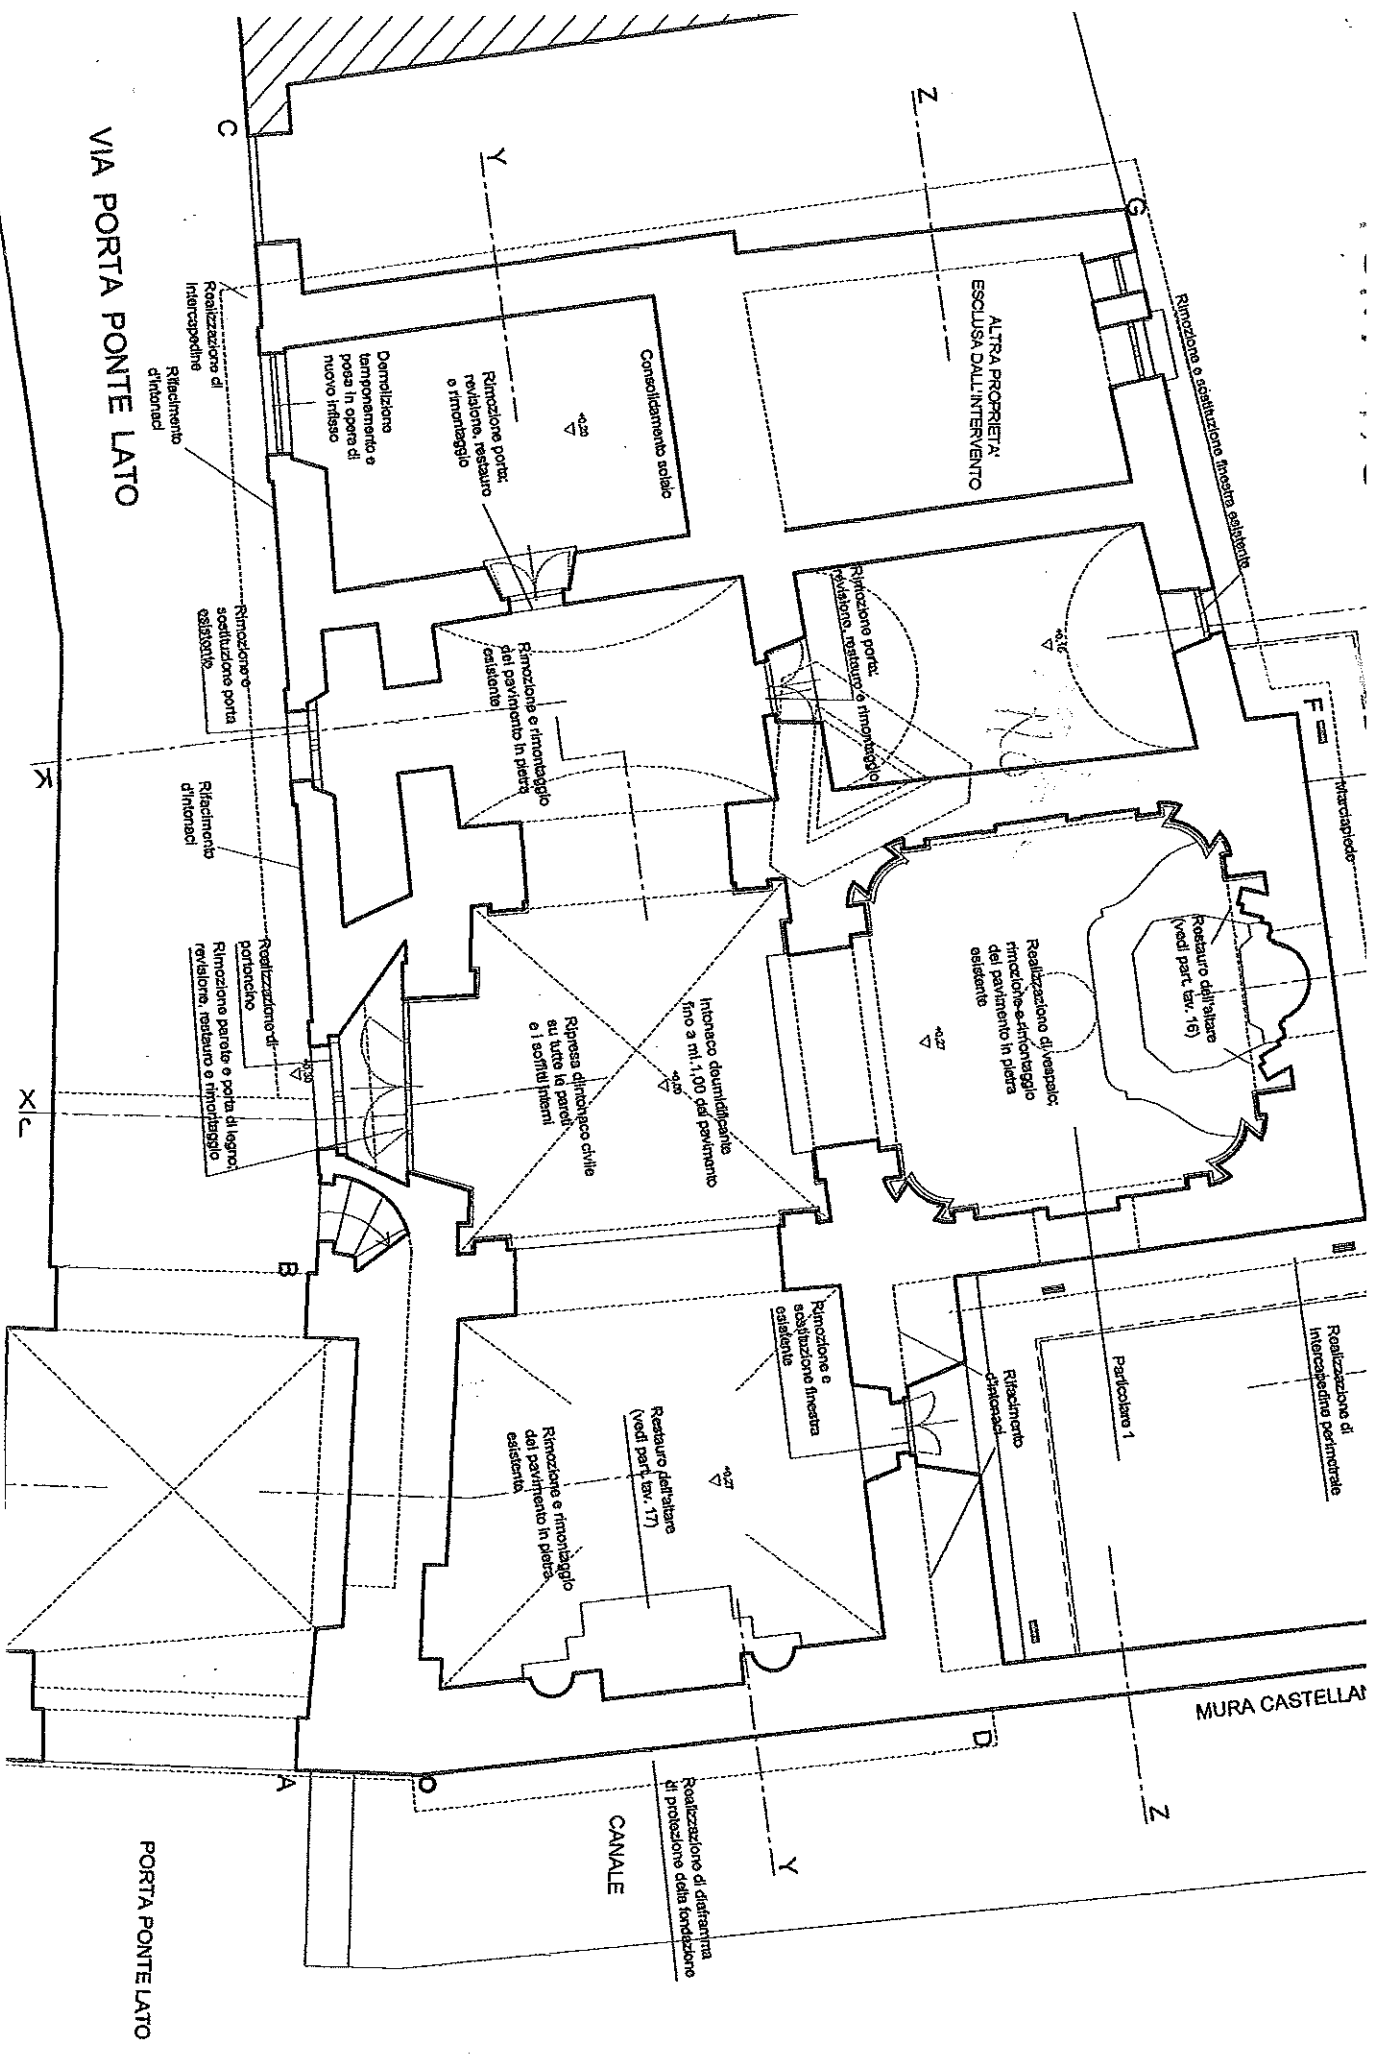 VIA PORTA PONTE LATO
C
Z
Y
G
Realizzazione di
intercapedine
Rifacimento
d'intonaci
Demolizione
tamponamento e
posa in opera di
nuovo infisso
Rimozione porta;
revisione, restauro
e rimontaggio
+0.20
Consolidamento solaio
ALTRA PROPRIETA'
ESCLUSA DALL'INTERVENTO
Rimozione e sostituzione finestra esistente
Rimozione e
sostituzione porta
esistente
Rimozione e rimontaggio
del pavimento in pietra
esistente
Rimozione porta;
revisione, restauro e rimontaggio
F
Marciapiede
K
Rifacimento
d'intonaci
Realizzazione di
portoncino
Rimozione parete e porta di legno;
revisione, restauro e rimontaggio
Ripresa d'intonaco civile
su tutte le pareti
e i soffitti interni
Intonaco deumidificante
fino a ml.1,00 dal pavimento
Realizzazione di vespaio;
rimozione e rimontaggio
del pavimento in pietra
esistente
+0.27
Restauro dell'altare
(vedi part. tav. 16)
X
B
Rimozione e
sostituzione finestra
esistente
Rifacimento
d'intonaci
Particolare 1
Realizzazione di
intercapedine perimetrale
Rimozione e rimontaggio
del pavimento in pietra
esistente
Restauro dell'altare
(vedi part. tav. 17)
+0.27
MURA CASTELLAN
A
O
D
Y
Z
CANALE
Realizzazione di diaframma
di protezione della fondazione
PORTA PONTE LATO